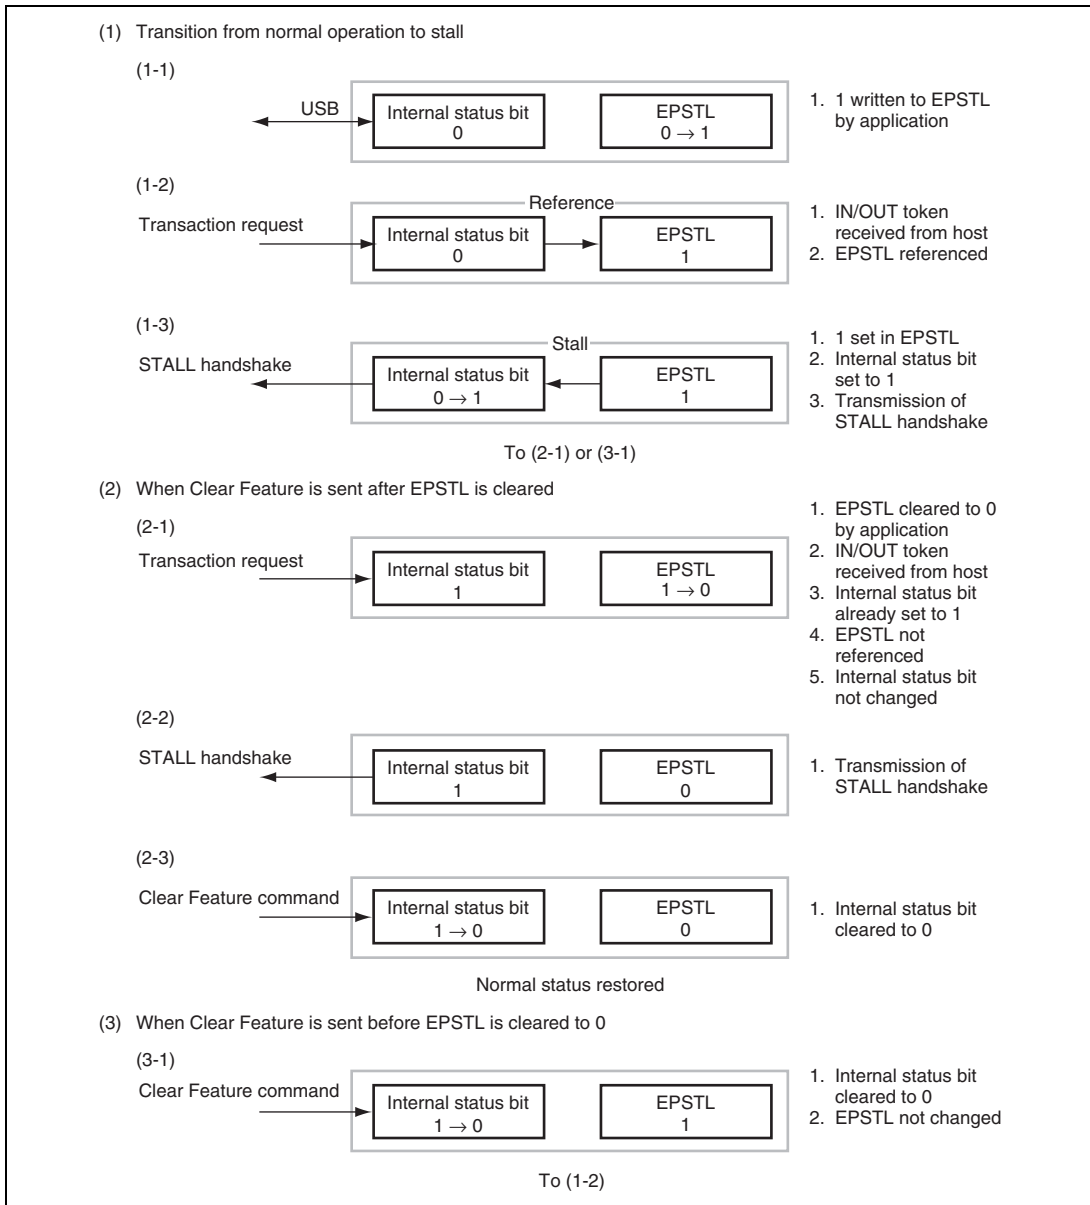 (1) Transition from normal operation to stall
(1-1)
USB
Internal status bit
0
EPSTL
0 → 1
1. 1 written to EPSTL
by application
(1-2)
Transaction request
Reference
Internal status bit
0
EPSTL
1
1. IN/OUT token
received from host
2. EPSTL referenced
(1-3)
STALL handshake
Stall
Internal status bit
0 → 1
EPSTL
1
1. 1 set in EPSTL
2. Internal status bit
set to 1
3. Transmission of
STALL handshake
To (2-1) or (3-1)
(2) When Clear Feature is sent after EPSTL is cleared
(2-1)
Transaction request
Internal status bit
1
EPSTL
1 → 0
1. EPSTL cleared to 0
by application
2. IN/OUT token
received from host
3. Internal status bit
already set to 1
4. EPSTL not
referenced
5. Internal status bit
not changed
(2-2)
STALL handshake
Internal status bit
1
EPSTL
0
1. Transmission of
STALL handshake
(2-3)
Clear Feature command
Internal status bit
1 → 0
EPSTL
0
1. Internal status bit
cleared to 0
Normal status restored
(3) When Clear Feature is sent before EPSTL is cleared to 0
(3-1)
Clear Feature command
Internal status bit
1 → 0
EPSTL
1
1. Internal status bit
cleared to 0
2. EPSTL not changed
To (1-2)